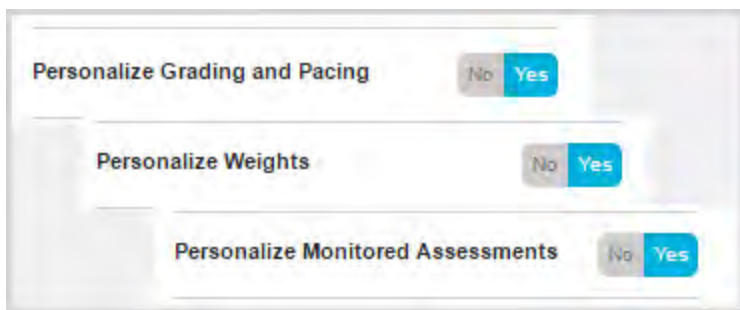 Personalize Grading and Pacing No Yes
Personalize Weights No Yes
Personalize Monitored Assessments No Yes